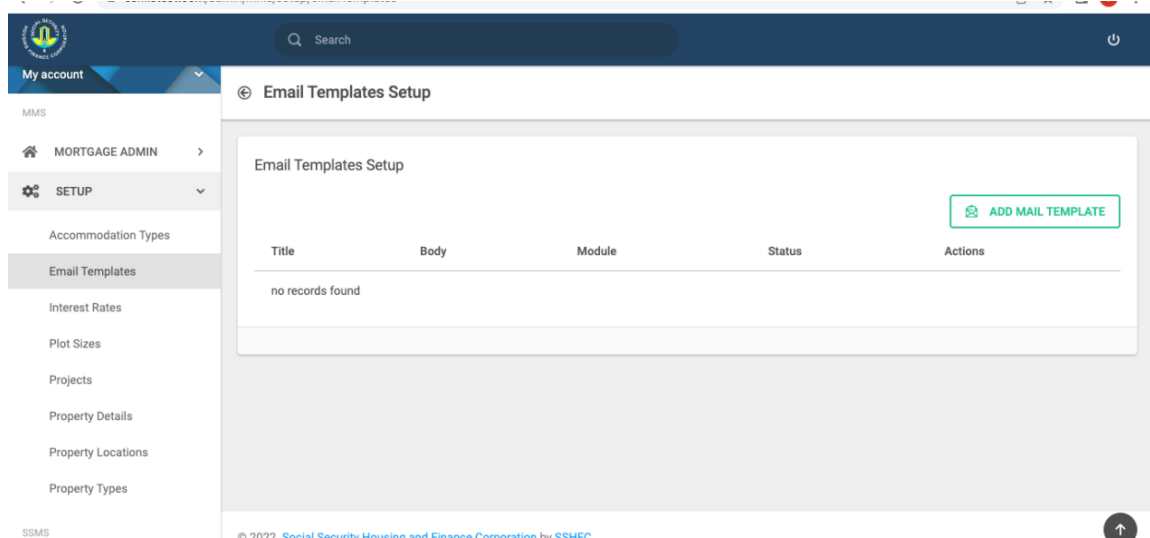 Search
My account
Email Templates Setup
MMS
MORTGAGE ADMIN
SETUP
Accommodation Types
Email Templates
Interest Rates
Plot Sizes
Projects
Property Details
Property Locations
Property Types
SSMS
Email Templates Setup
ADD MAIL TEMPLATE
Title Body Module Status Actions
no records found
© 2022 Social Security Housing and Finance Corporation by SSHFC